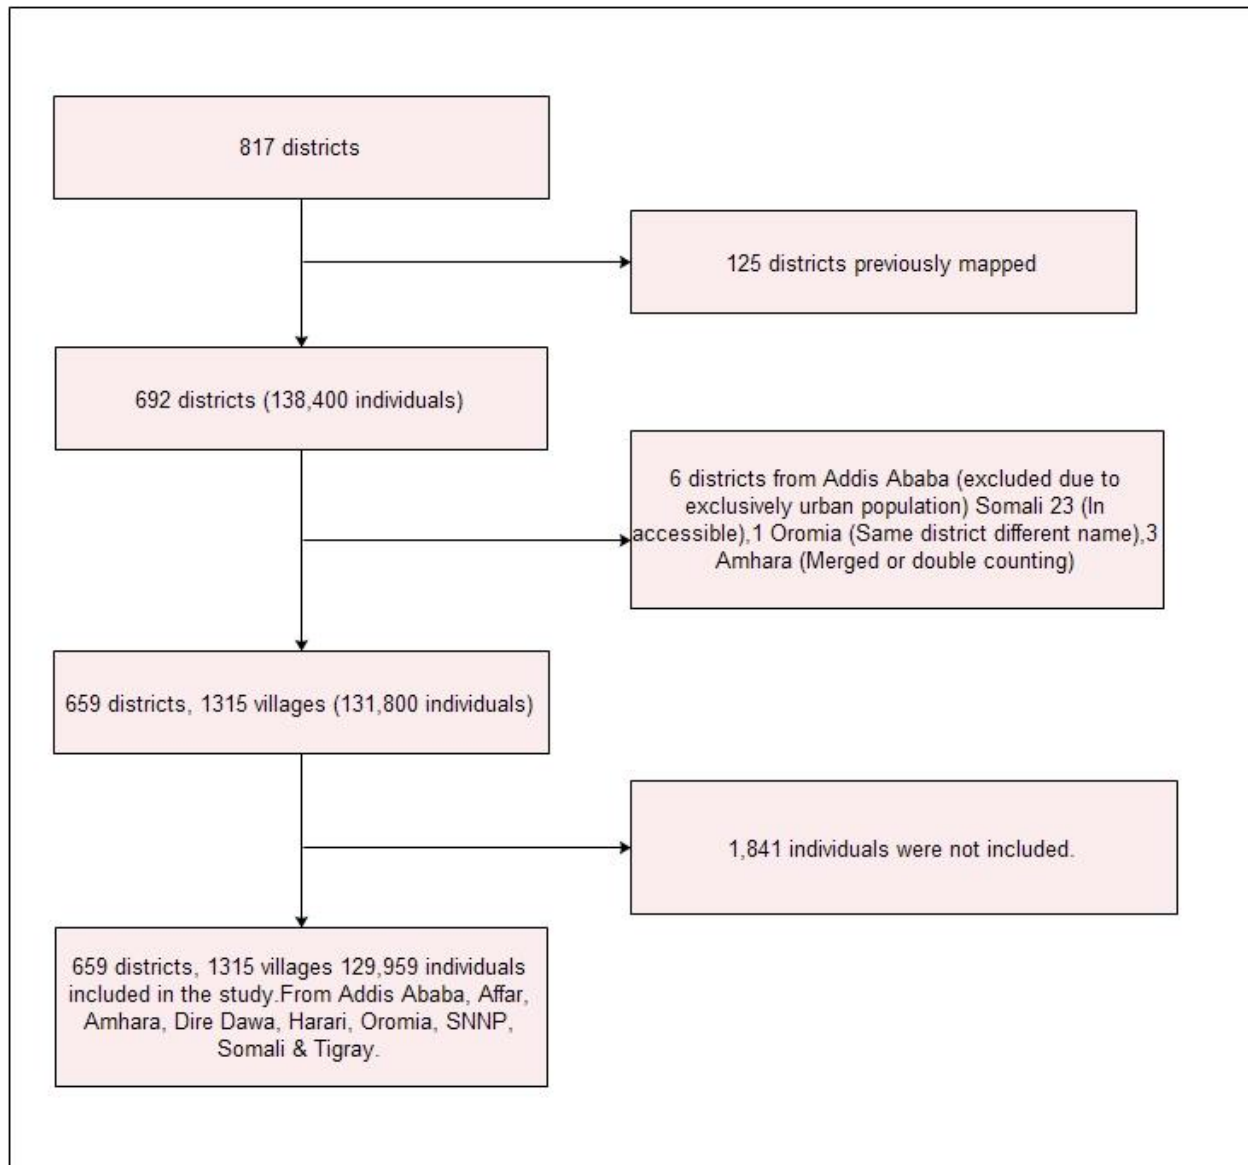 817 districts
125 districts previously mapped
692 districts (138,400 individuals)
6 districts from Addis Ababa (excluded due to
exclusively urban population) Somali 23 (In
accessible),1 Oromia (Same district different name),3
Amhara (Merged or double counting)
659 districts, 1315 villages (131,800 individuals)
1,841 individuals were not included.
659 districts, 1315 villages 129,959 individuals
included in the study.From Addis Ababa, Affar,
Amhara, Dire Dawa, Harari, Oromia, SNNP,
Somali & Tigray.